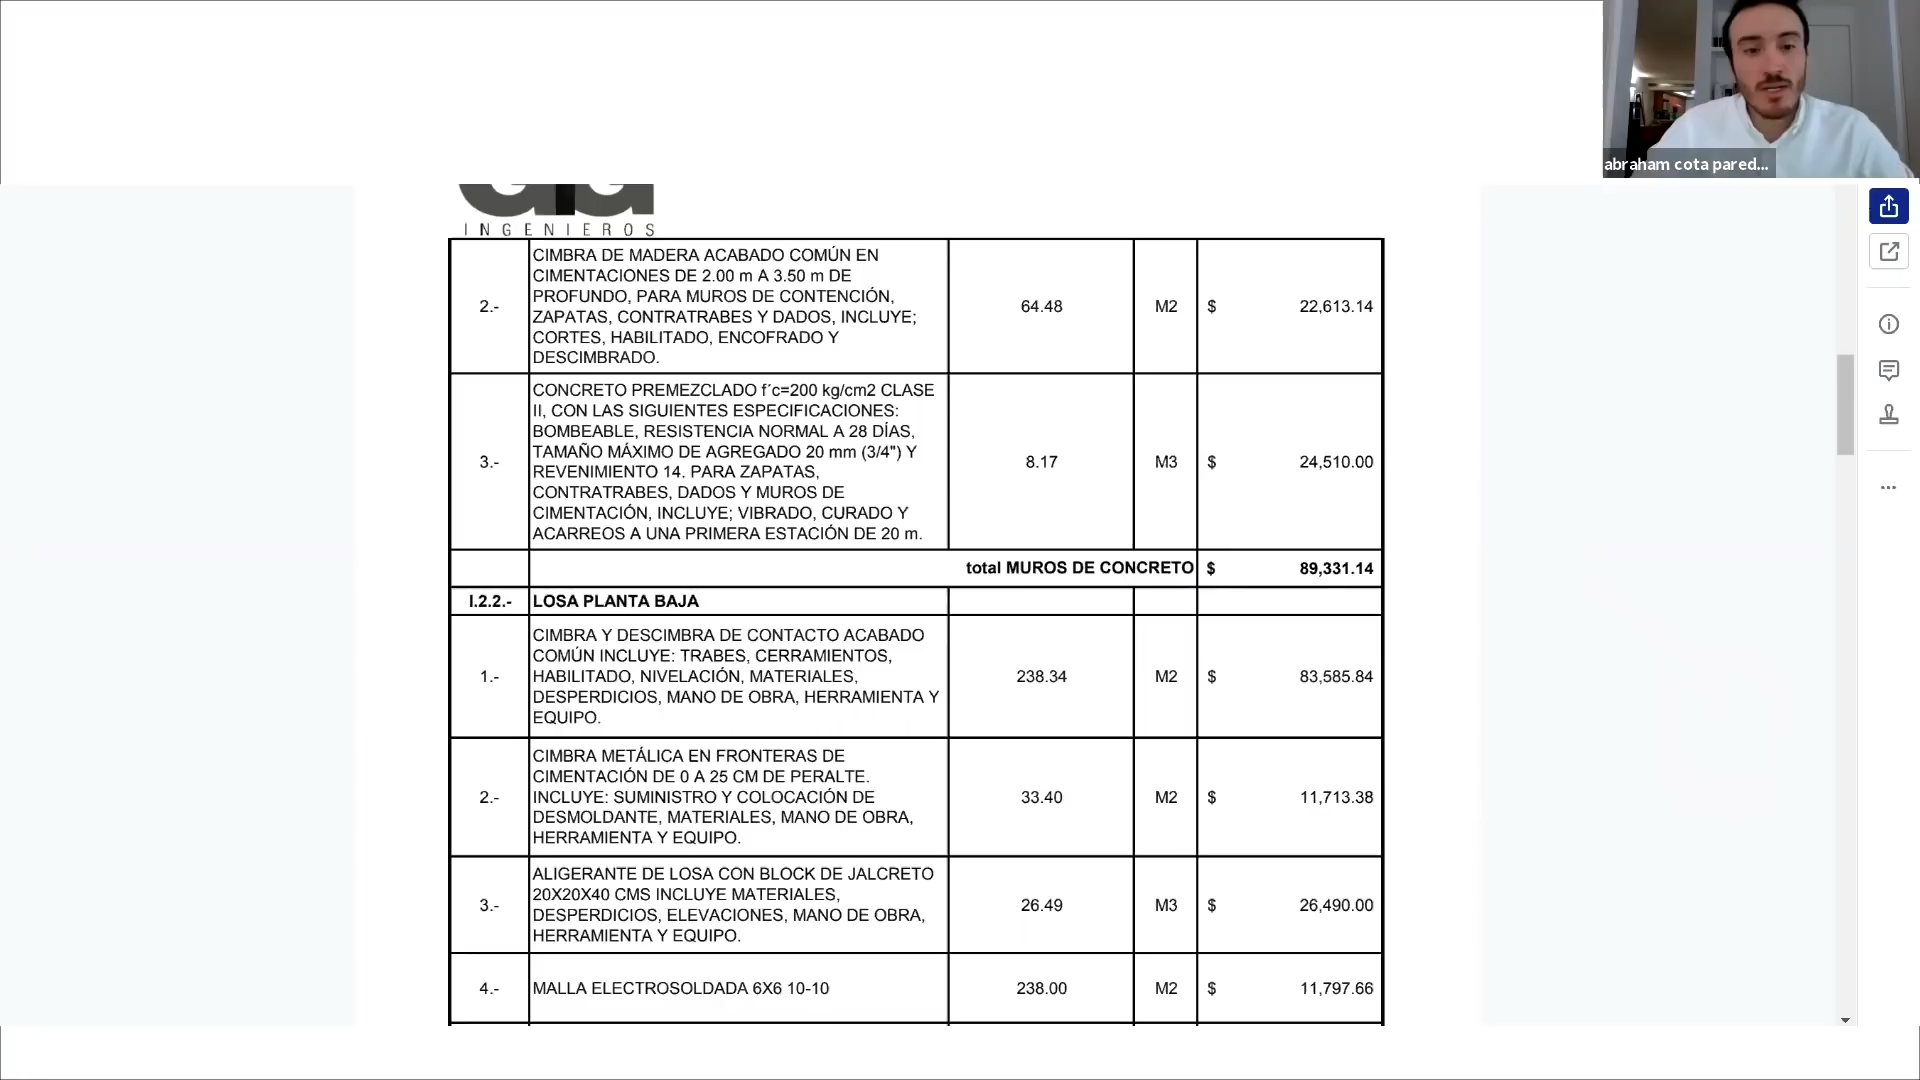 abraham cota pared...
INGENIEROS
2.-
CIMBRA DE MADERA ACABADO COMÚN EN
CIMENTACIONES DE 2.00 m A 3.50 m DE
PROFUNDO, PARA MUROS DE CONTENCIÓN,
ZAPATAS, CONTRATRABES Y DADOS, INCLUYE;
CORTES, HABILITADO, ENCOFRADO Y
DESCIMBRADO.
64.48
M2
$ 22,613.14
3.-
CONCRETO PREMEZCLADO f´c=200 kg/cm2 CLASE
II, CON LAS SIGUIENTES ESPECIFICACIONES:
BOMBEABLE, RESISTENCIA NORMAL A 28 DÍAS,
TAMAÑO MÁXIMO DE AGREGADO 20 mm (3/4") Y
REVENIMIENTO 14. PARA ZAPATAS,
CONTRATRABES, DADOS Y MUROS DE
CIMENTACIÓN, INCLUYE; VIBRADO, CURADO Y
ACARREOS A UNA PRIMERA ESTACIÓN DE 20 m.
8.17
M3
$ 24,510.00
total MUROS DE CONCRETO $ 89,331.14
I.2.2.- LOSA PLANTA BAJA
1.-
CIMBRA Y DESCIMBRA DE CONTACTO ACABADO
COMÚN INCLUYE: TRABES, CERRAMIENTOS,
HABILITADO, NIVELACIÓN, MATERIALES,
DESPERDICIOS, MANO DE OBRA, HERRAMIENTA Y
EQUIPO.
238.34
M2
$ 83,585.84
2.-
CIMBRA METÁLICA EN FRONTERAS DE
CIMENTACIÓN DE 0 A 25 CM DE PERALTE.
INCLUYE: SUMINISTRO Y COLOCACIÓN DE
DESMOLDANTE, MATERIALES, MANO DE OBRA,
HERRAMIENTA Y EQUIPO.
33.40
M2
$ 11,713.38
3.-
ALIGERANTE DE LOSA CON BLOCK DE JALCRETO
20X20X40 CMS INCLUYE MATERIALES,
DESPERDICIOS, ELEVACIONES, MANO DE OBRA,
HERRAMIENTA Y EQUIPO.
26.49
M3
$ 26,490.00
4.- MALLA ELECTROSOLDADA 6X6 10-10 238.00 M2 $ 11,797.66